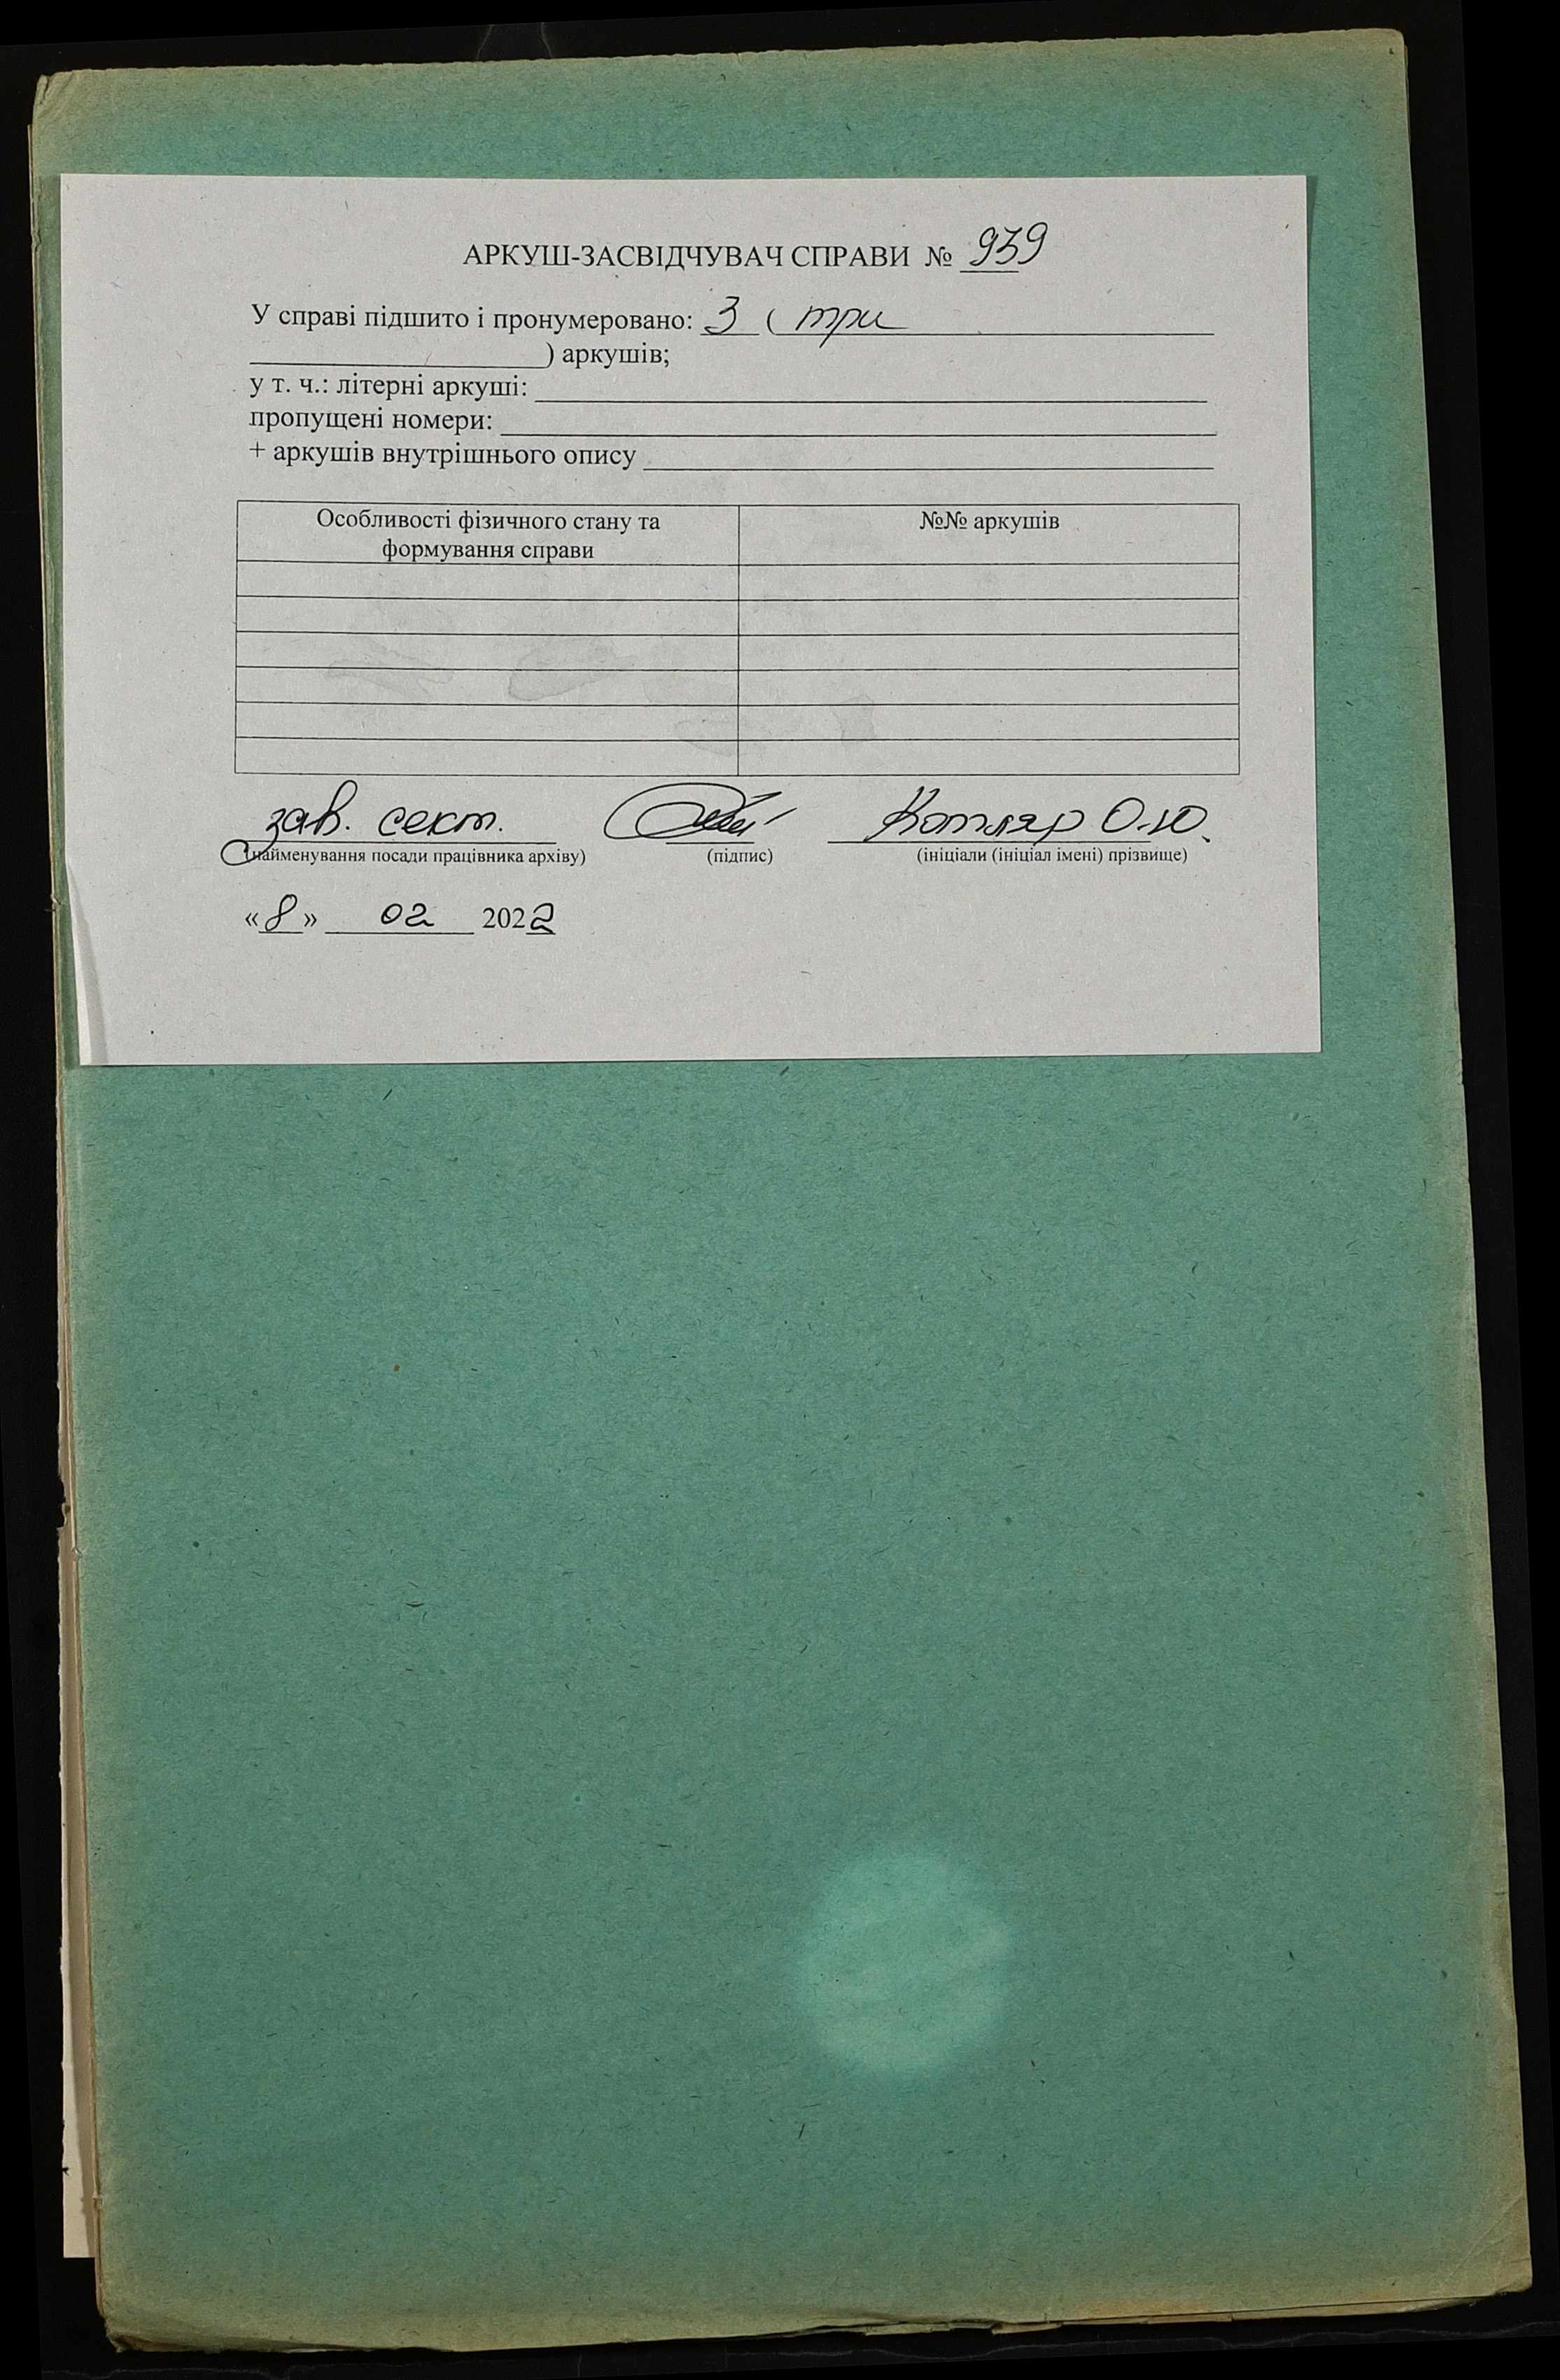 АРКУШ-ЗАСВІДЧУВАЧ СПРАВИ № 939
У справі підшито і пронумеровано: 3 ( три
) аркушів;
у т. ч.: літерні аркуші:
пропущені номери:
+ аркушів внутрішнього опису
Особливості фізичного стану та
формування справи
№№ аркушів
зав. сект. Котляр О.Ю.
(найменування посади працівника архіву) (підпис) (ініціали (ініціал імені) прізвище)
«8» 02 2022